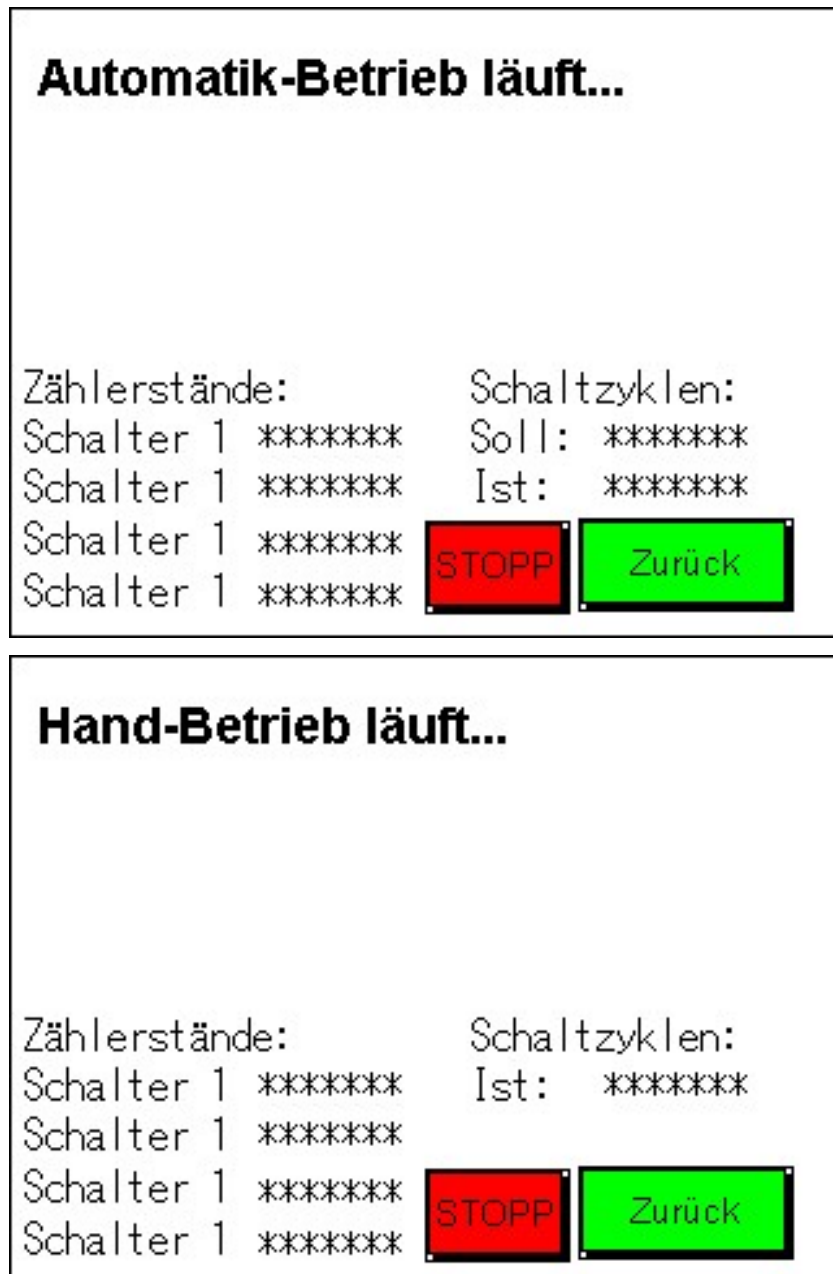 Automatik-Betrieb läuft...
Zählerstände: Schaltzyklen:
Schalter 1 ******* Soll: *******
Schalter 1 ******* Ist: *******
Schalter 1 *******
Schalter 1 *******
STOPP Zurück
Hand-Betrieb läuft...
Zählerstände: Schaltzyklen:
Schalter 1 ******* Ist: *******
Schalter 1 *******
Schalter 1 *******
Schalter 1 *******
STOPP Zurück